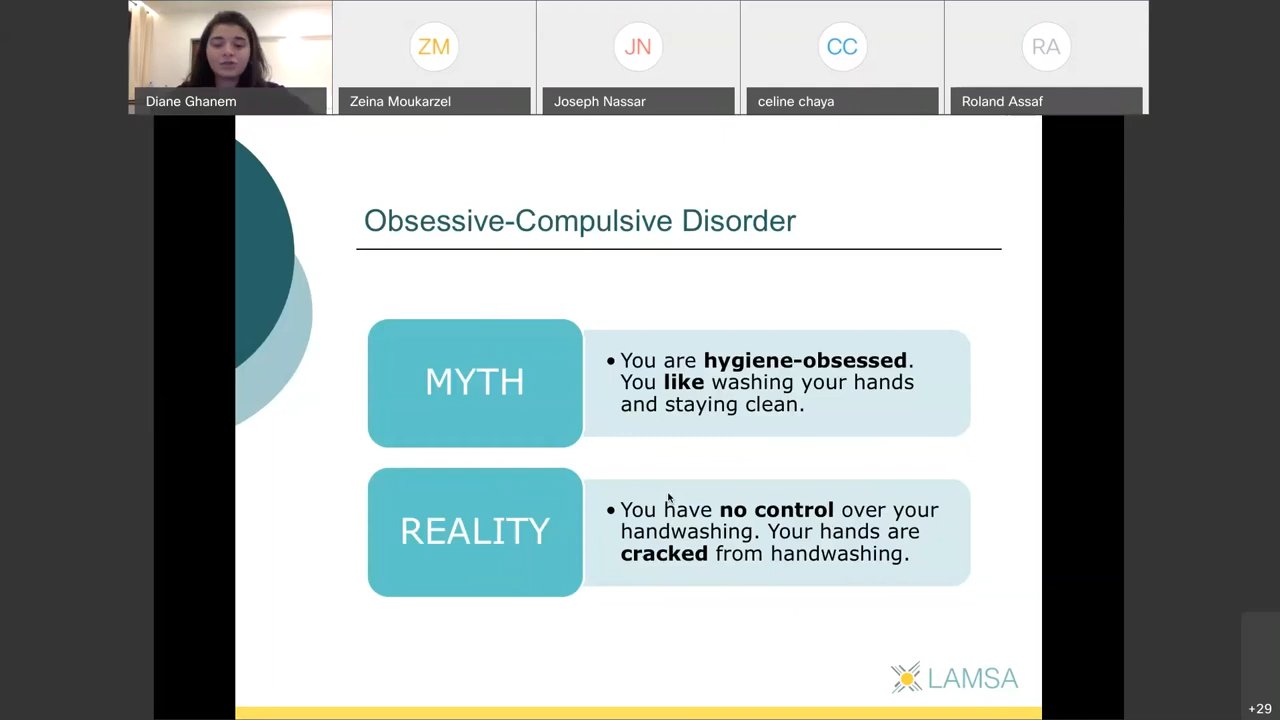 ZM
JN
CC
RA
Diane Ghanem
Zeina Moukarzel
Joseph Nassar
celine chaya
Roland Assaf
Obsessive-Compulsive Disorder
MYTH
•You are hygiene-obsessed.
You like washing your hands
and staying clean.
REALITY
•You have no control over your
handwashing. Your hands are
cracked from handwashing.
LAMSA
+29